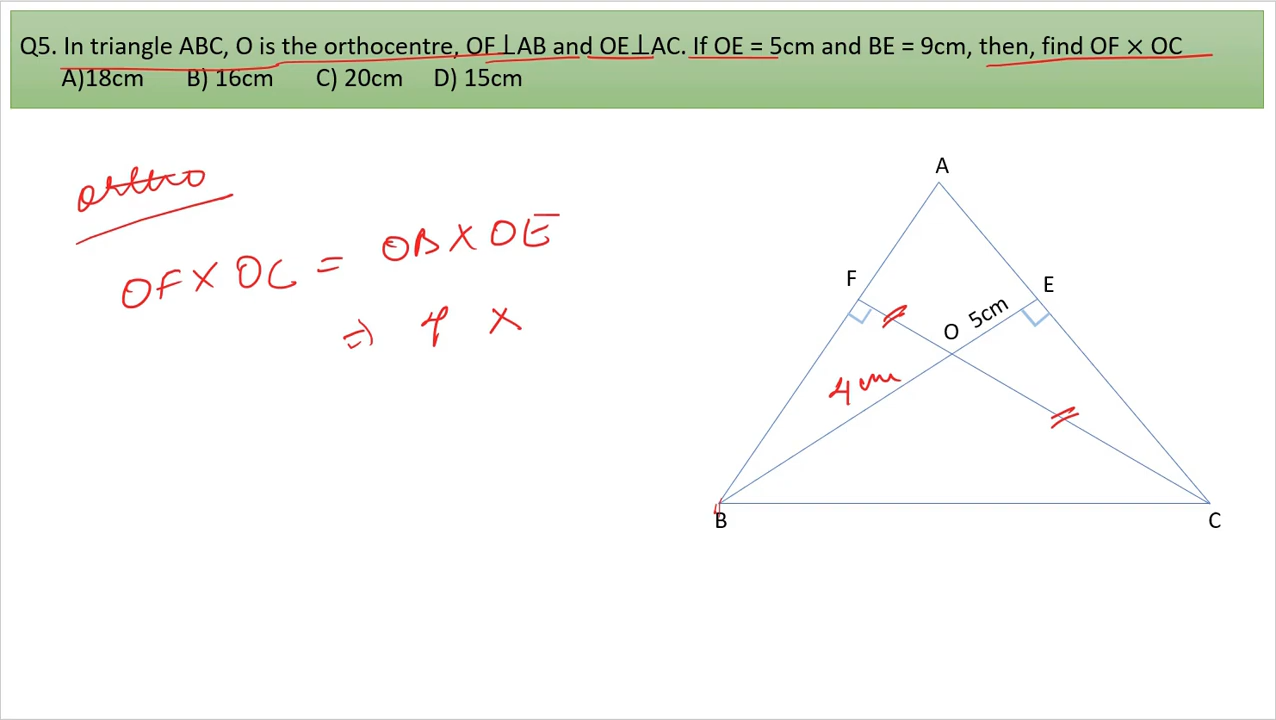 Q5. In triangle ABC, O is the orthocentre, OF⊥AB and OE⊥AC. If OE = 5cm and BE = 9cm, then, find OF × OC
A)18cm B) 16cm C) 20cm D) 15cm
ortho
OF × OC = OB × OE
⇒ 4 ×
A
F
E
O
5cm
4cm
B
C